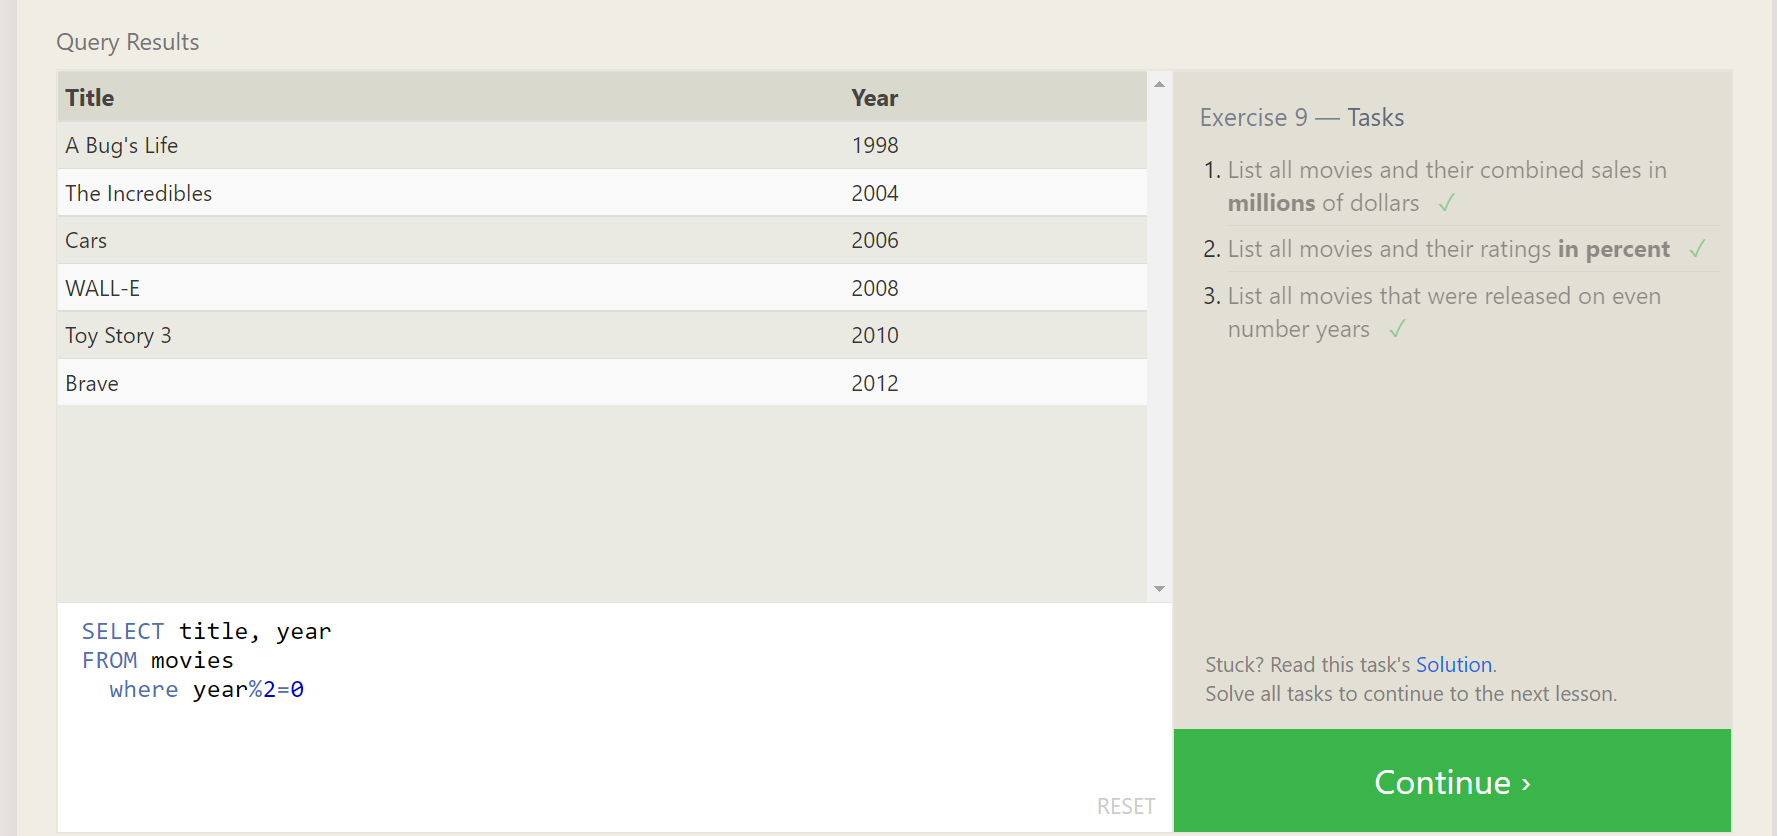 Query Results
Title Year
A Bug's Life 1998
The Incredibles 2004
Cars 2006
WALL-E 2008
Toy Story 3 2010
Brave 2012
SELECT title, year
FROM movies
where year%2=0
RESET
Exercise 9 — Tasks
1. List all movies and their combined sales in
millions of dollars ✓
2. List all movies and their ratings in percent ✓
3. List all movies that were released on even
number years ✓
Stuck? Read this task's Solution.
Solve all tasks to continue to the next lesson.
Continue ›